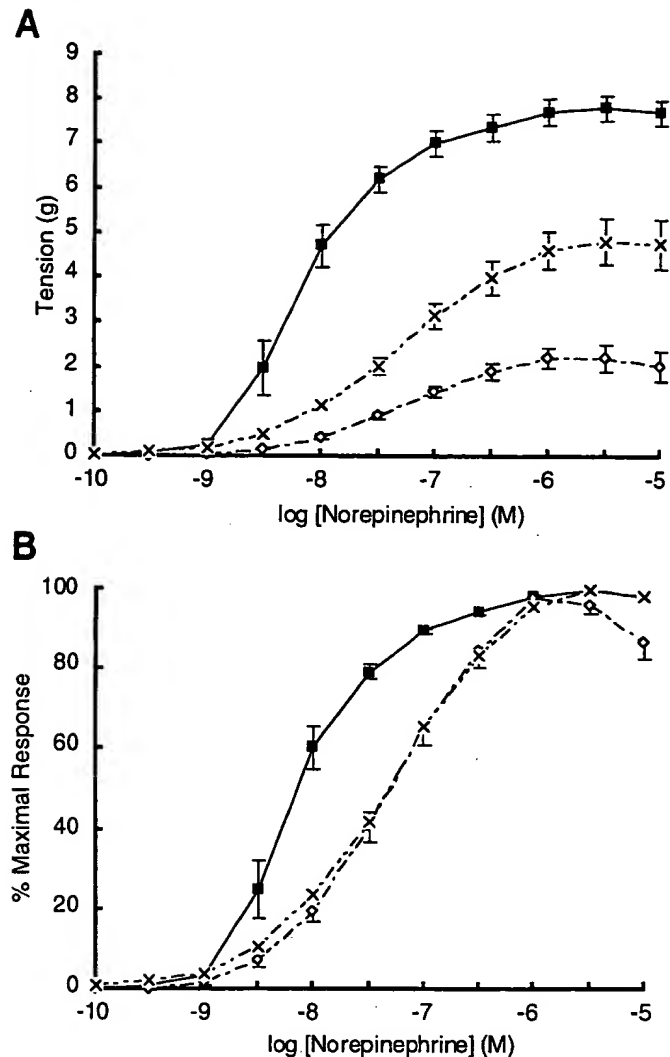 A
9
8
7
6
5
4
3
2
1
0
Tension (g)
-10 -9 -8 -7 -6 -5
log [Norepinephrine] (M)
B
100
80
60
40
20
0
% Maximal Response
-10 -9 -8 -7 -6 -5
log [Norepinephrine] (M)